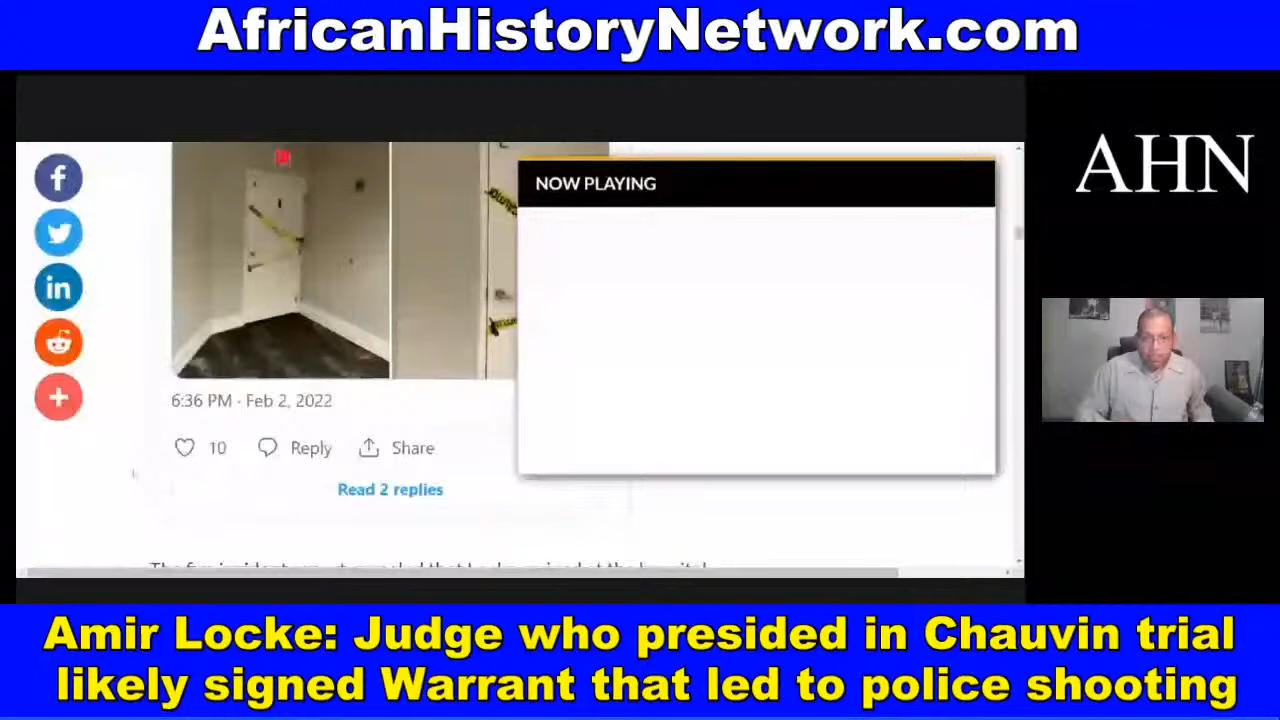 AfricanHistoryNetwork.com
AHN
NOW PLAYING
6:36 PM · Feb 2, 2022
10 Reply Share
Read 2 replies
Amir Locke: Judge who presided in Chauvin trial
likely signed Warrant that led to police shooting